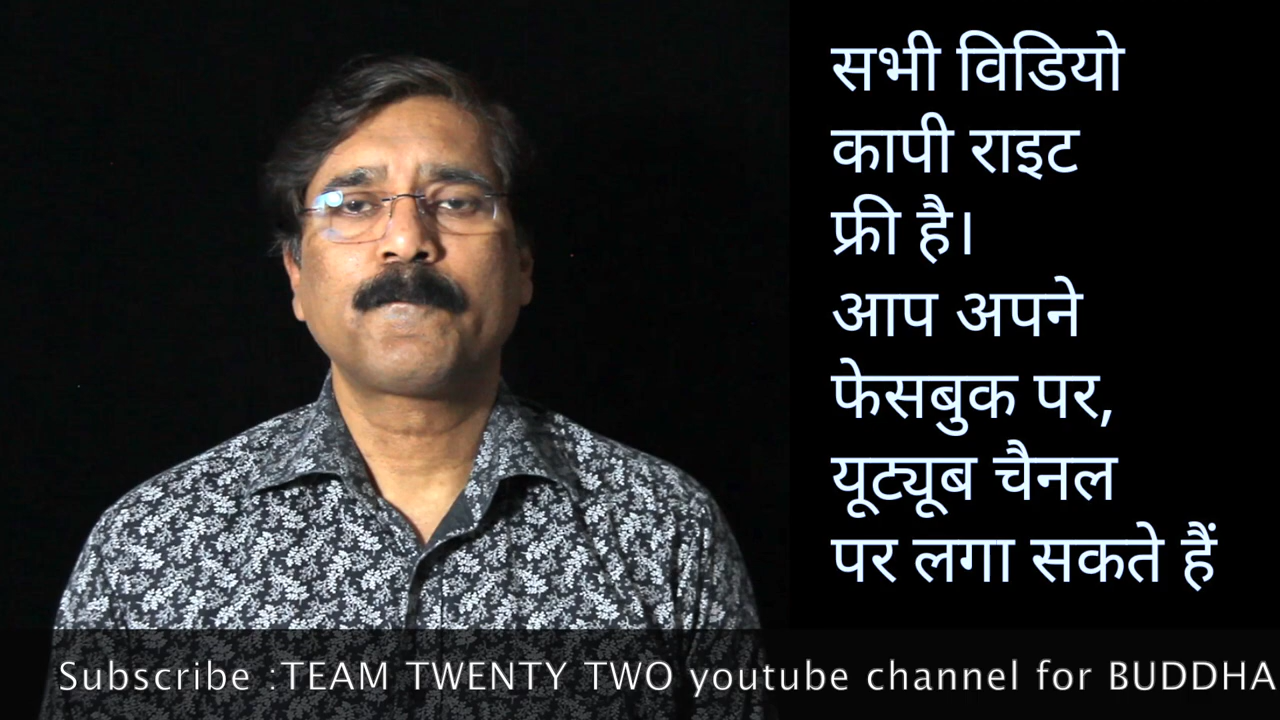 सभी विडियो
कापी राइट
फ्री है।
आप अपने
फेसबुक पर,
यूट्यूब चैनल
पर लगा सकते हैं
Subscribe :TEAM TWENTY TWO youtube channel for BUDDHA